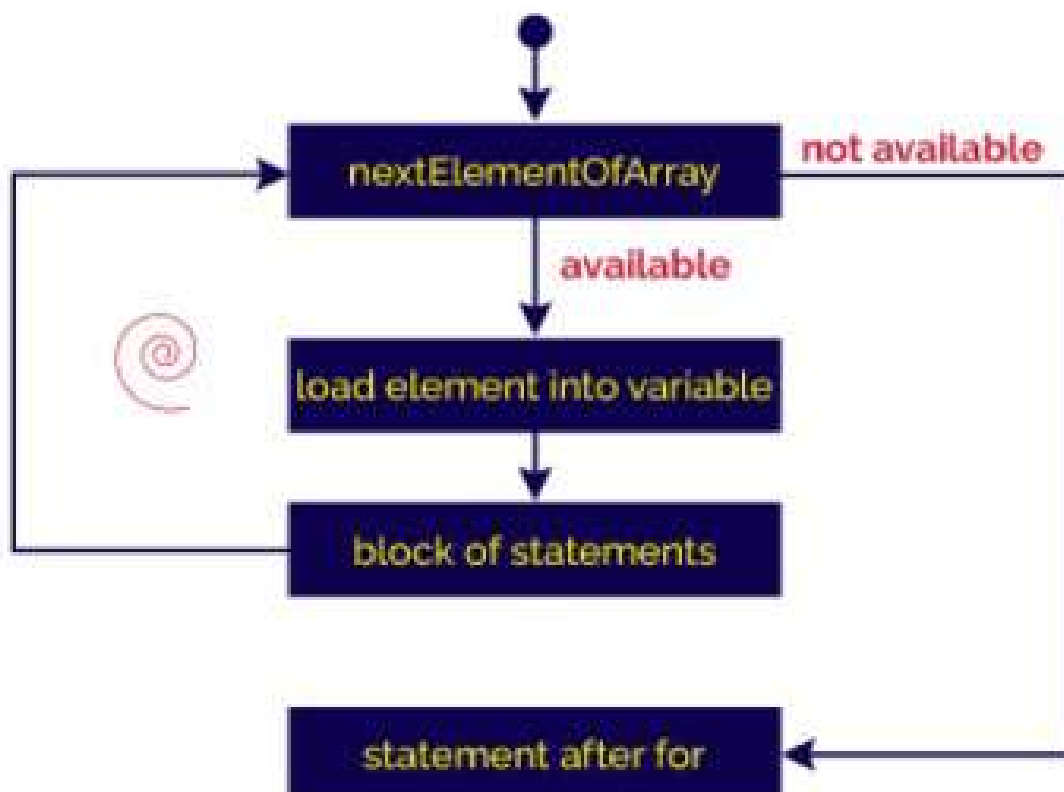 nextElementOfArray
not available
available
load element into variable
block of statements
statement after for